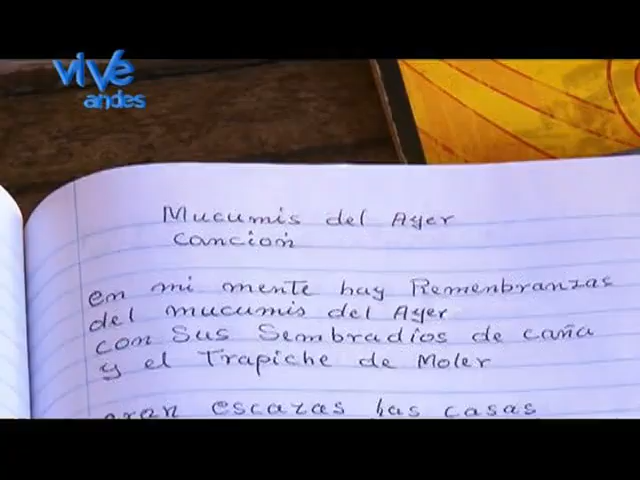 vive
andes
Mucumis del Ayer
Canción
en mi mente hay Remenbranzas
del mucumis del Ayer
con Sus Sembradíos de caña
y el Trapiche de Moler
eran escazas las casas